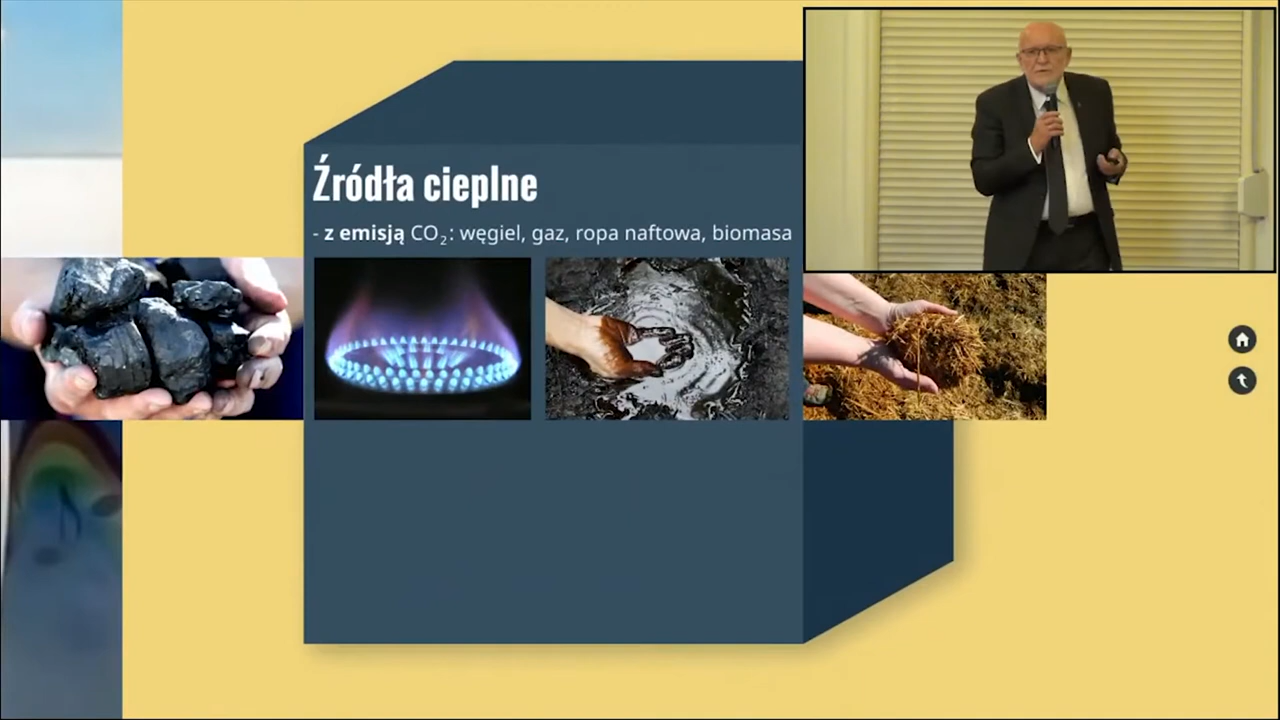 Źródła cieplne
- z emisją CO₂: węgiel, gaz, ropa naftowa, biomasa